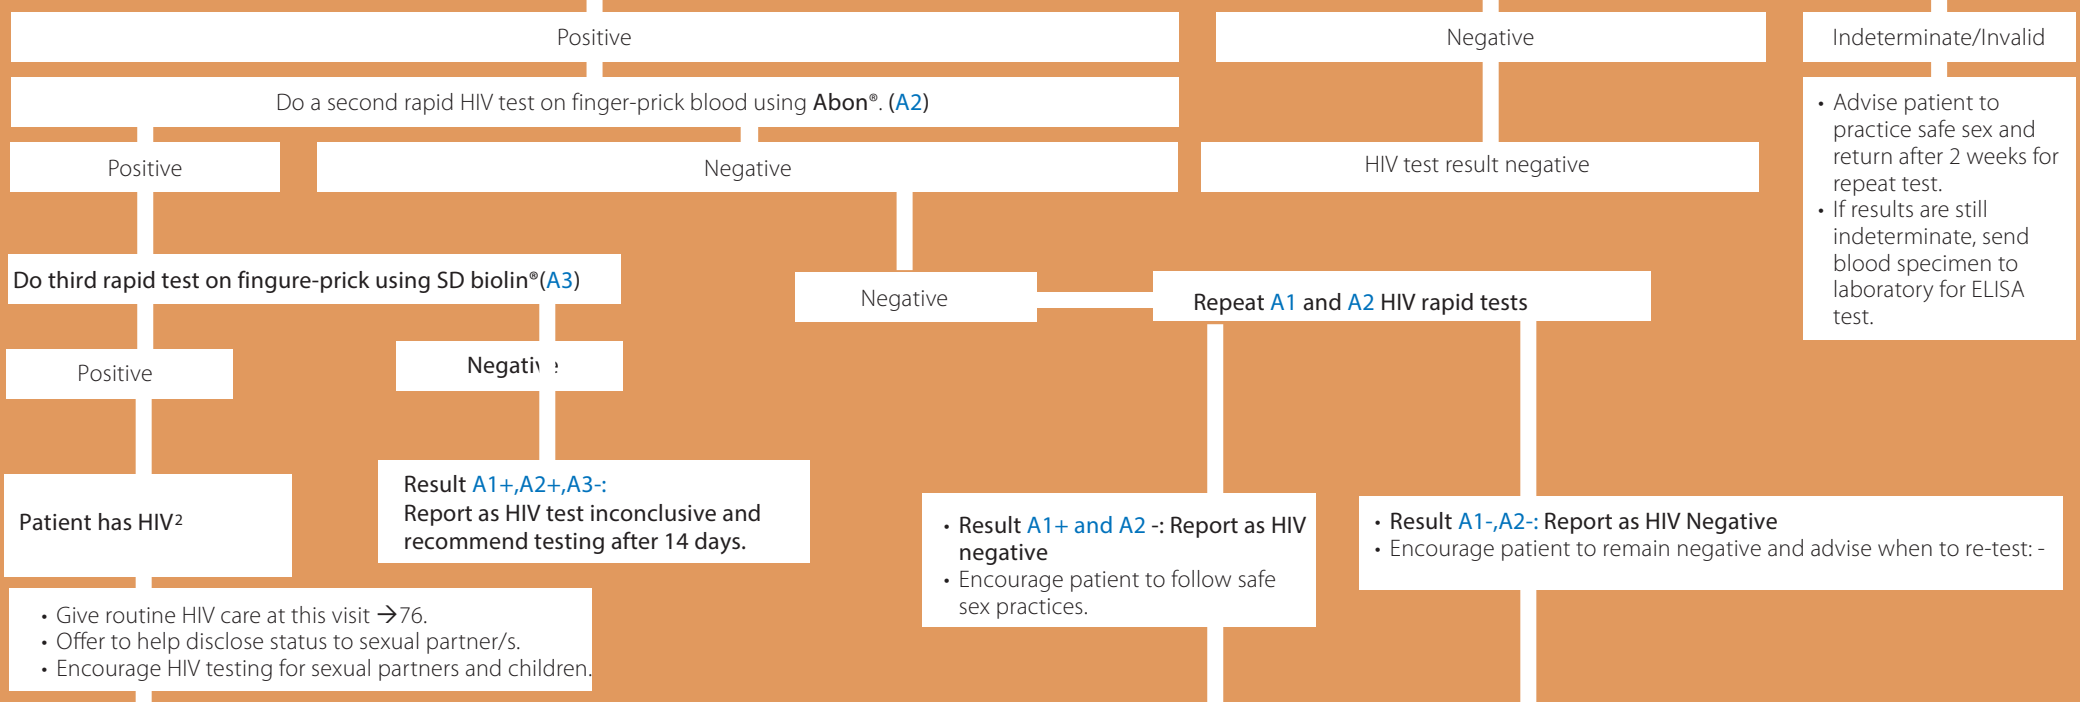 Positive
Negative
Indeterminate/Invalid
Do a second rapid HIV test on finger-prick blood using Abon®. (A2)
• Advise patient to
practice safe sex and
return after 2 weeks for
repeat test.
• If results are still
indeterminate, send
blood specimen to
laboratory for ELISA
test.
Positive
Negative
HIV test result negative
Do third rapid test on fingure-prick using SD biolin®(A3)
Negative
Repeat A1 and A2 HIV rapid tests
Positive
Negative
Patient has HIV2
Result A1+,A2+,A3-:
Report as HIV test inconclusive and
recommend testing after 14 days.
• Result A1+ and A2 -: Report as HIV
negative
• Encourage patient to follow safe
sex practices.
• Result A1-,A2-: Report as HIV Negative
• Encourage patient to remain negative and advise when to re-test: -
• Give routine HIV care at this visit →76.
• Offer to help disclose status to sexual partner/s.
• Encourage HIV testing for sexual partners and children.